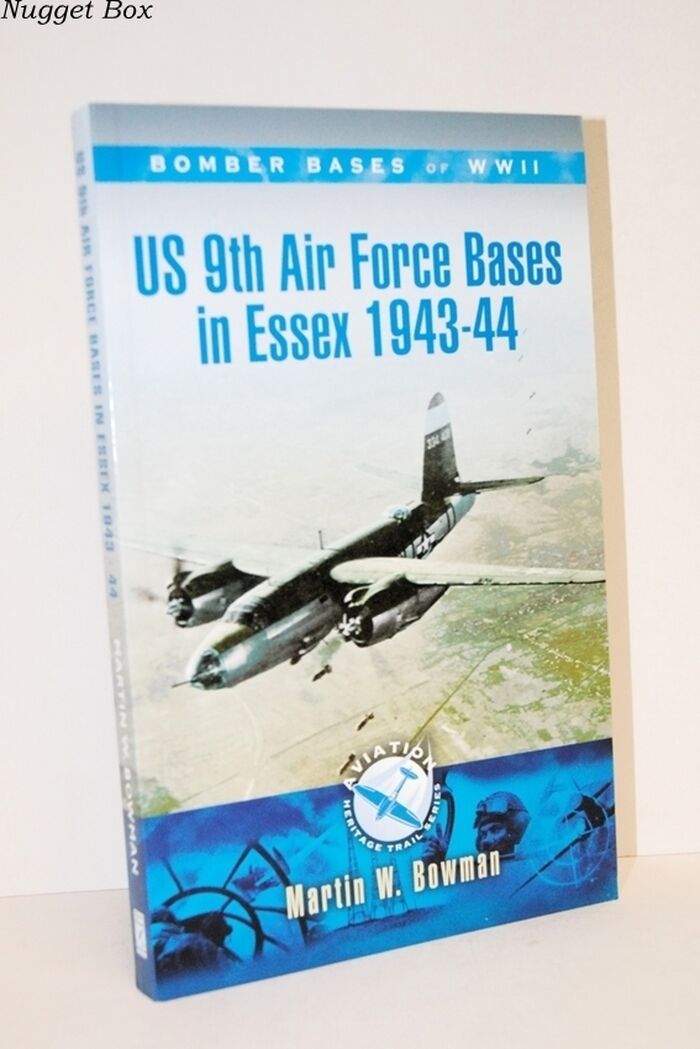 Nugget Box
BOMBER BASES OF WWII
US 9th Air Force Bases
in Essex 1943-44
AVIATION
HERITAGE TRAIL SERIES
Martin W. Bowman
US 9th AIR FORCE BASES IN ESSEX 1943-44 MARTIN W. BOWMAN